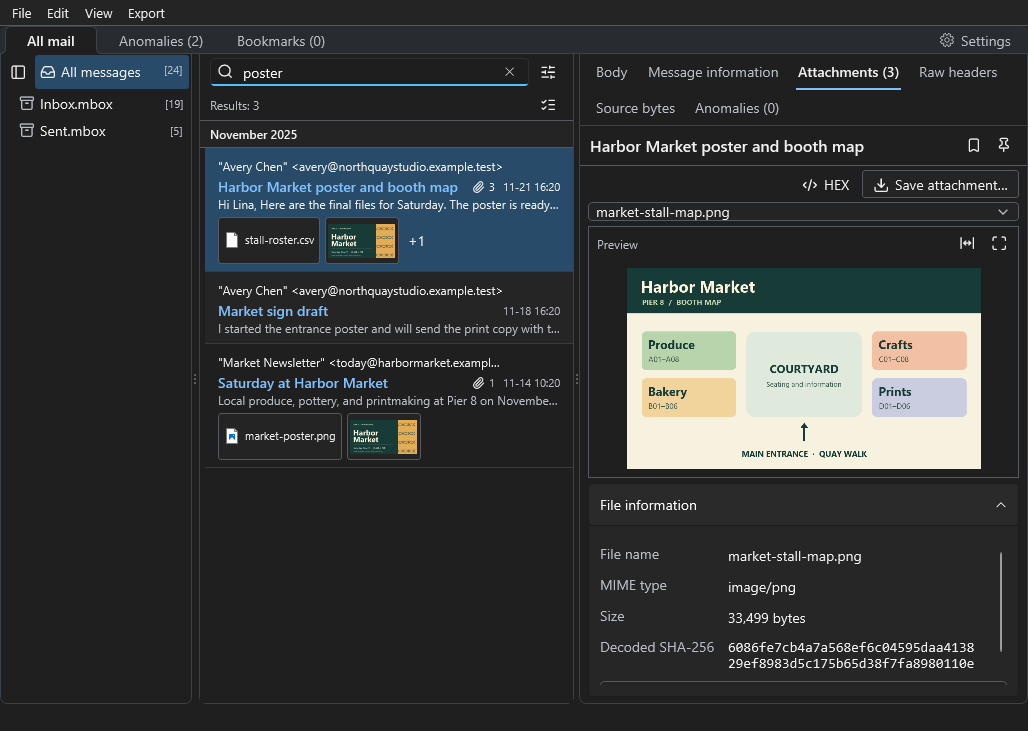 File Edit View Export
All mail Anomalies (2) Bookmarks (0) Settings
All messages [24]
Inbox.mbox [19]
Sent.mbox [5]
poster
Results: 3
November 2025
"Avery Chen" <avery@northquaystudio.example.test>
Harbor Market poster and booth map 3 11-21 16:20
Hi Lina, Here are the final files for Saturday. The poster is ready...
stall-roster.csv Harbor Market +1
"Avery Chen" <avery@northquaystudio.example.test>
Market sign draft 11-18 16:20
I started the entrance poster and will send the print copy with t...
"Market Newsletter" <today@harbormarket.exampl...
Saturday at Harbor Market 1 11-14 10:20
Local produce, pottery, and printmaking at Pier 8 on Novembe...
market-poster.png Harbor Market
Body Message information Attachments (3) Raw headers
Source bytes Anomalies (0)
Harbor Market poster and booth map
HEX Save attachment...
market-stall-map.png
Preview
Harbor Market
PIER 8 / BOOTH MAP
Produce
A01–A08
Bakery
B01–B06
COURTYARD
Seating and information
Crafts
C01–C08
Prints
D01–D06
MAIN ENTRANCE · QUAY WALK
File information
File name market-stall-map.png
MIME type image/png
Size 33,499 bytes
Decoded SHA-256 6086fe7cb4a7a568ef6c04595daa4138
29ef8983d5c175b65d38f7fa8980110e